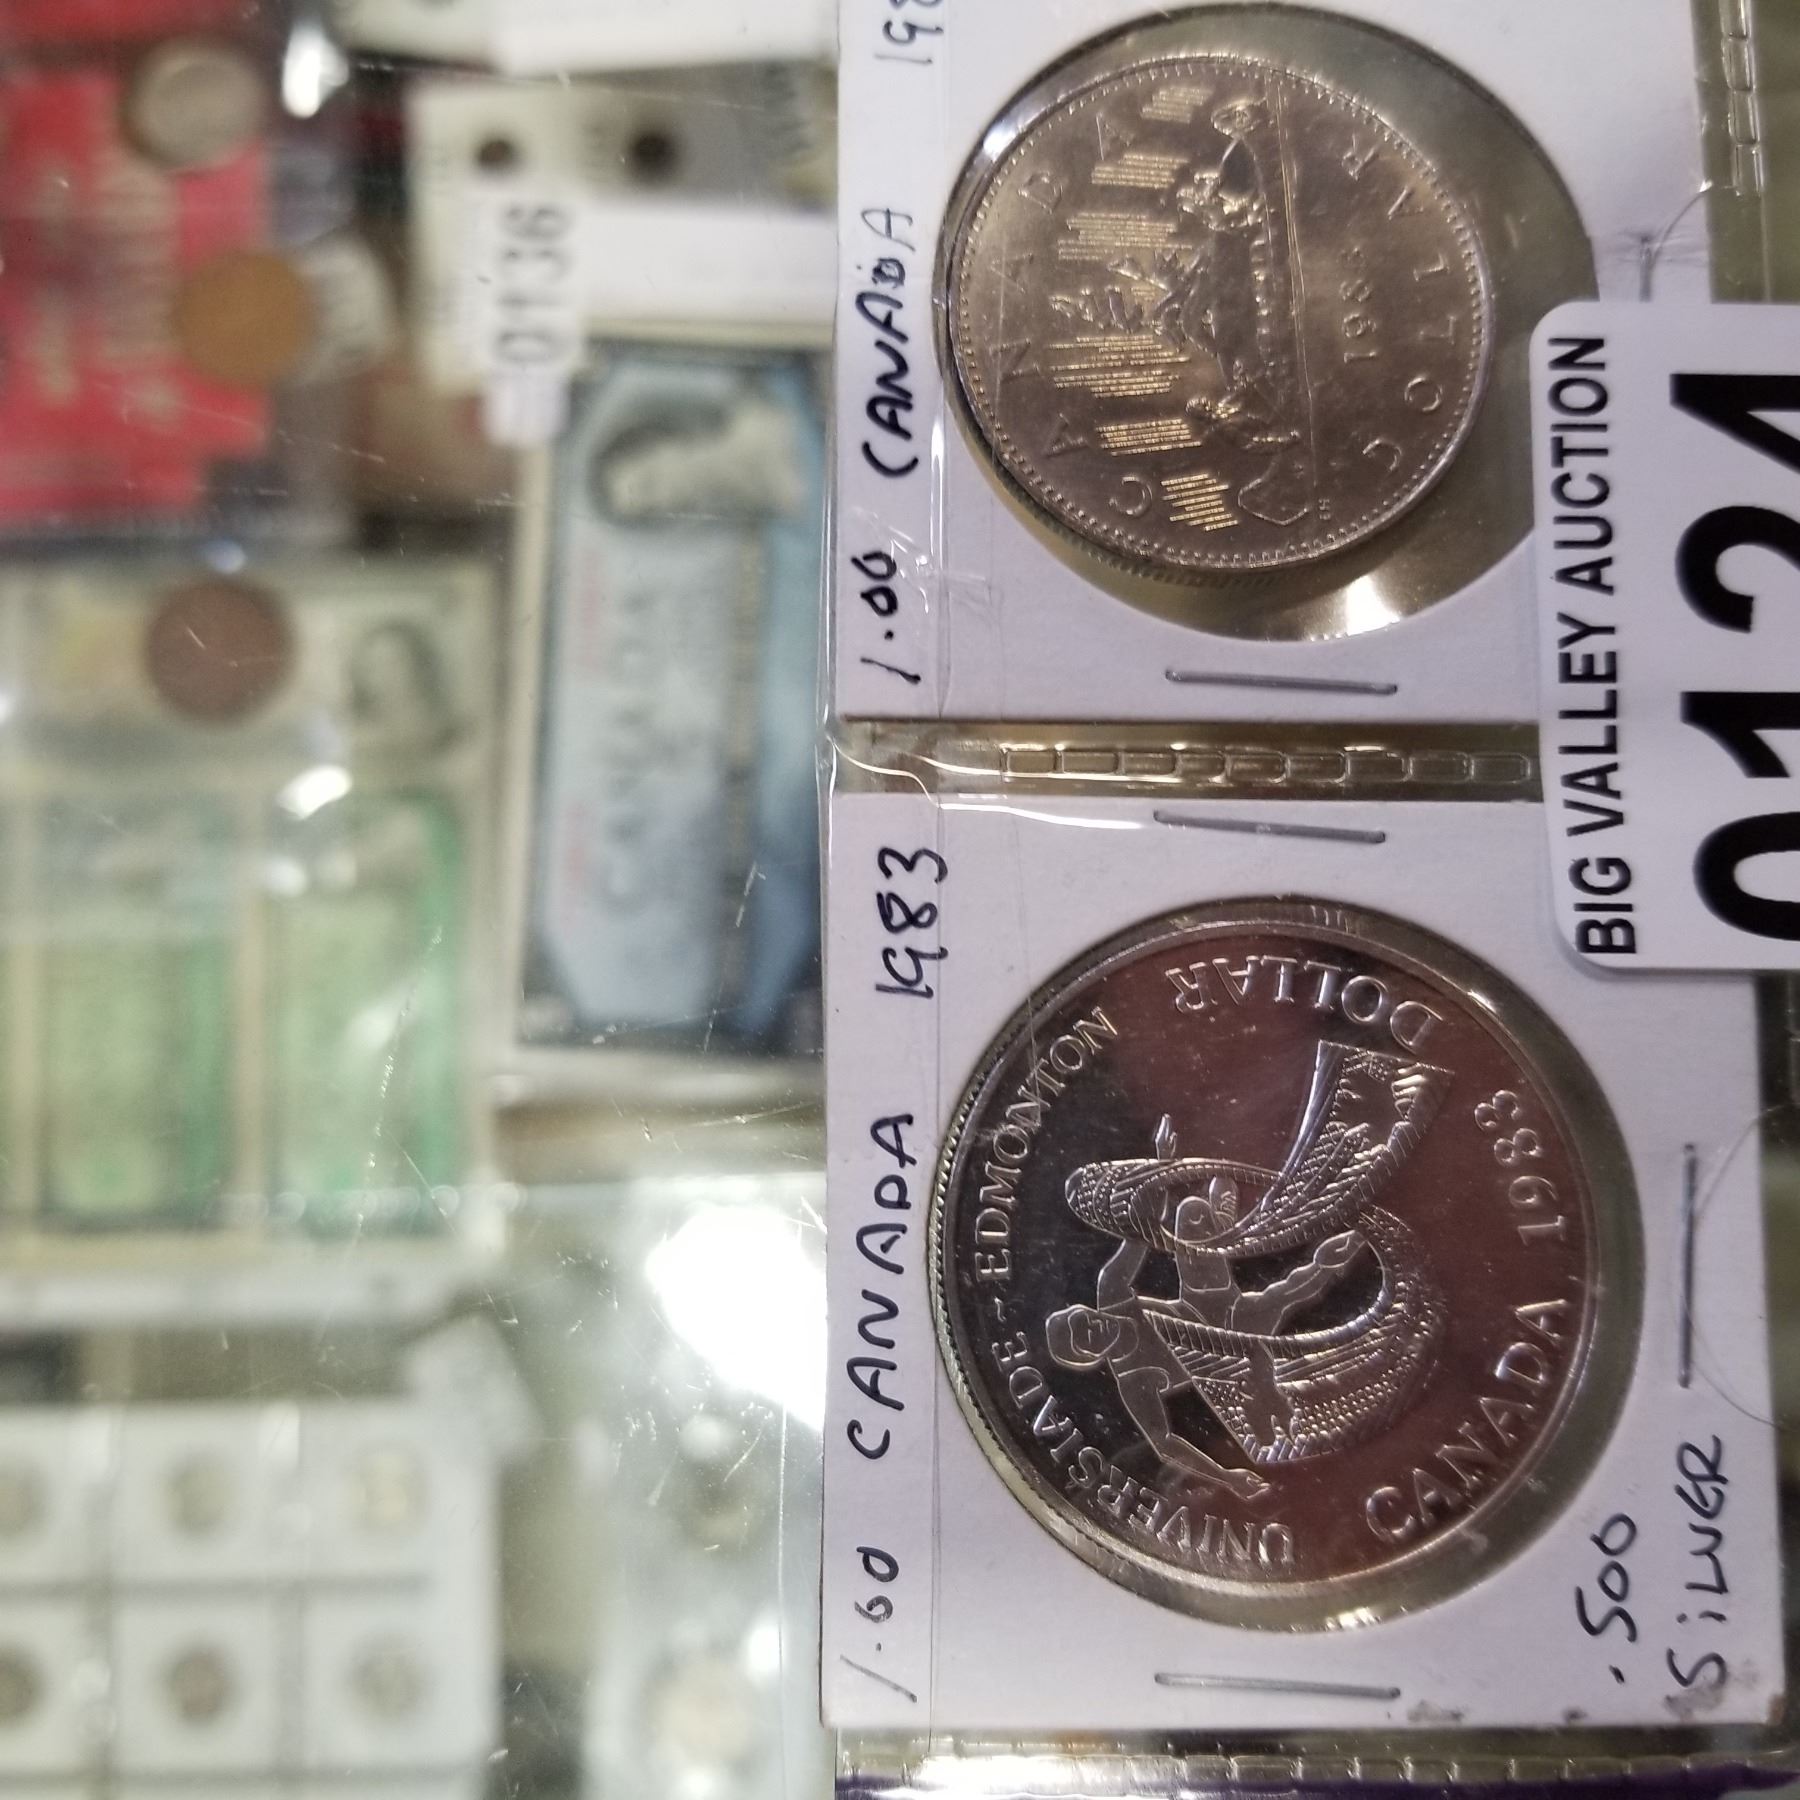 1.00 CANADA 198
CANADA
1983
DOLLAR
BIG VALLEY AUCTION
0124
1.00 CANADA 1983
UNIVERSIADE - EDMONTON
DOLLAR
CANADA 1983
.500
SILVER
0136
CANADA